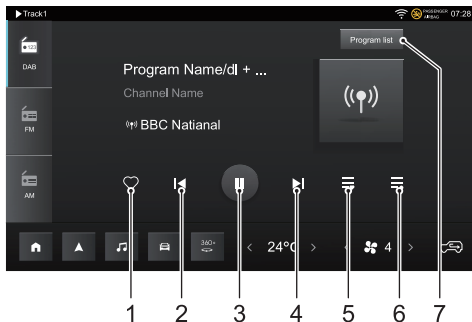 Track1
PASSENGER AIRBAG 07:28
Program list
123
DAB
Program Name/dl + ...
Channel Name
BBC Natianal
FM
AM
360°
24°C
4
1 2 3 4 5 6 7